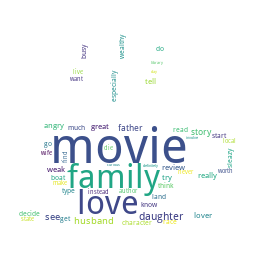 do
busy
wealthy
live
want
especially
tell
angry
much
great
father
read
story
start
local
movie
go
wife
find
die
sleazy
weak
family
review
worth
boat
try
really
make
type
instead
author
think
love
land
know
decide
see
get
daughter
lover
husband
character